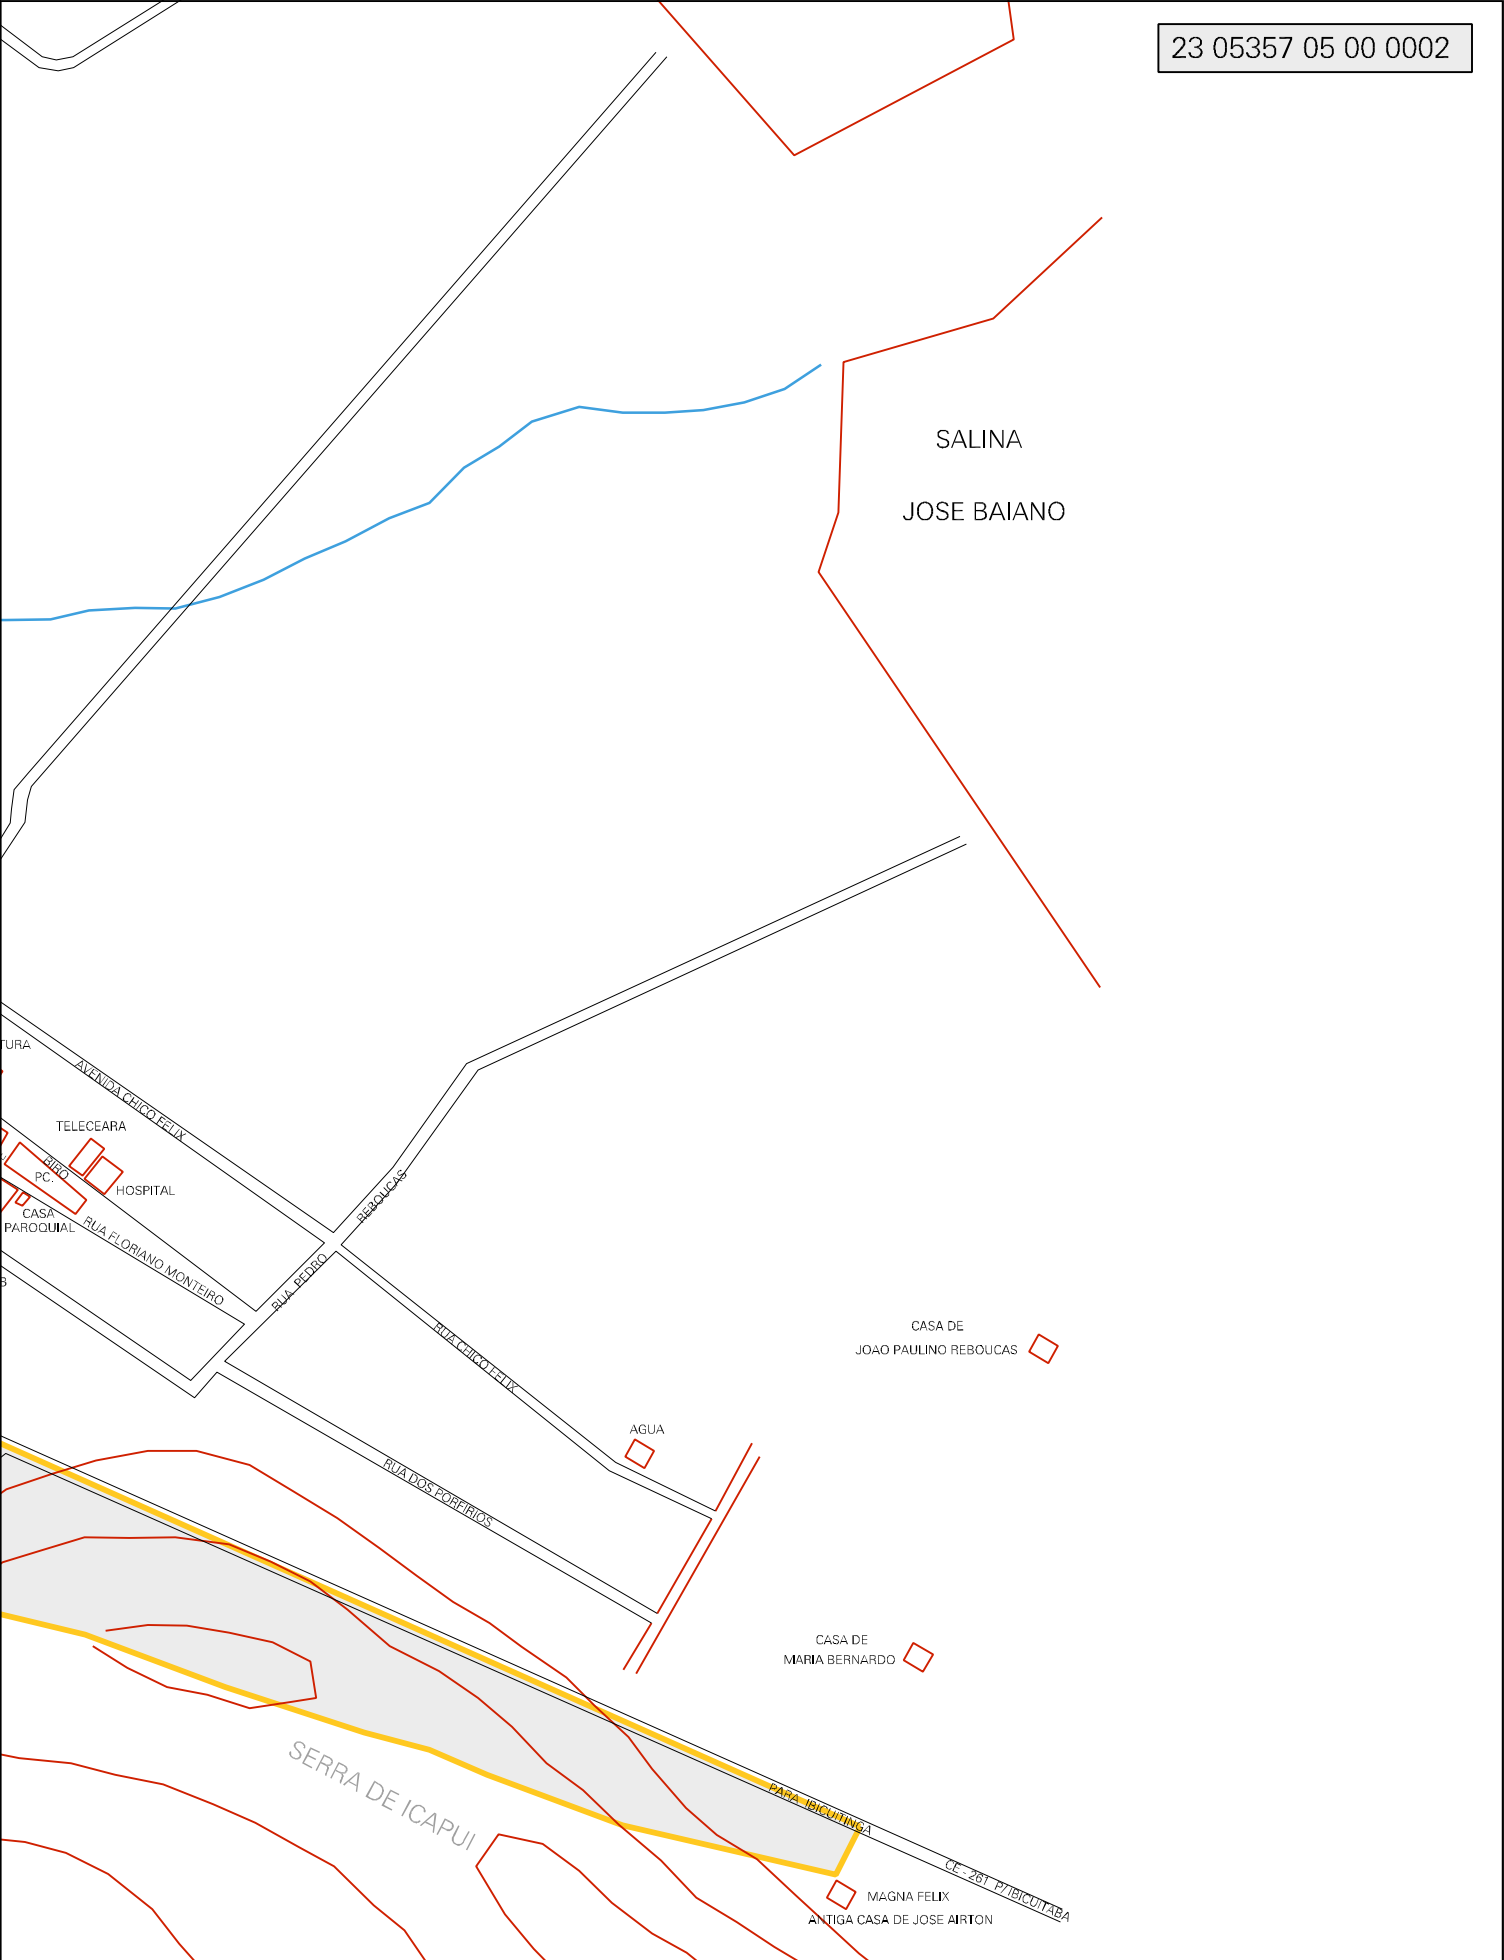 23 05357 05 00 0002
SALINA
JOSE BAIANO
TURA
AVENIDA CHICO FELIX
TELECEARA
PC.
HOSPITAL
CASA
PAROQUIAL
RUA FLORIANO MONTEIRO
REBOUCAS
RUA PEDRO
RUA CHICO FELIX
CASA DE
JOAO PAULINO REBOUCAS
AGUA
RUA DOS PORFIRIOS
CASA DE
MARIA BERNARDO
SERRA DE ICAPUI
PARA IBICUITINGA
CE - 261 P/IBICUITABA
MAGNA FELIX
ANTIGA CASA DE JOSE AIRTON